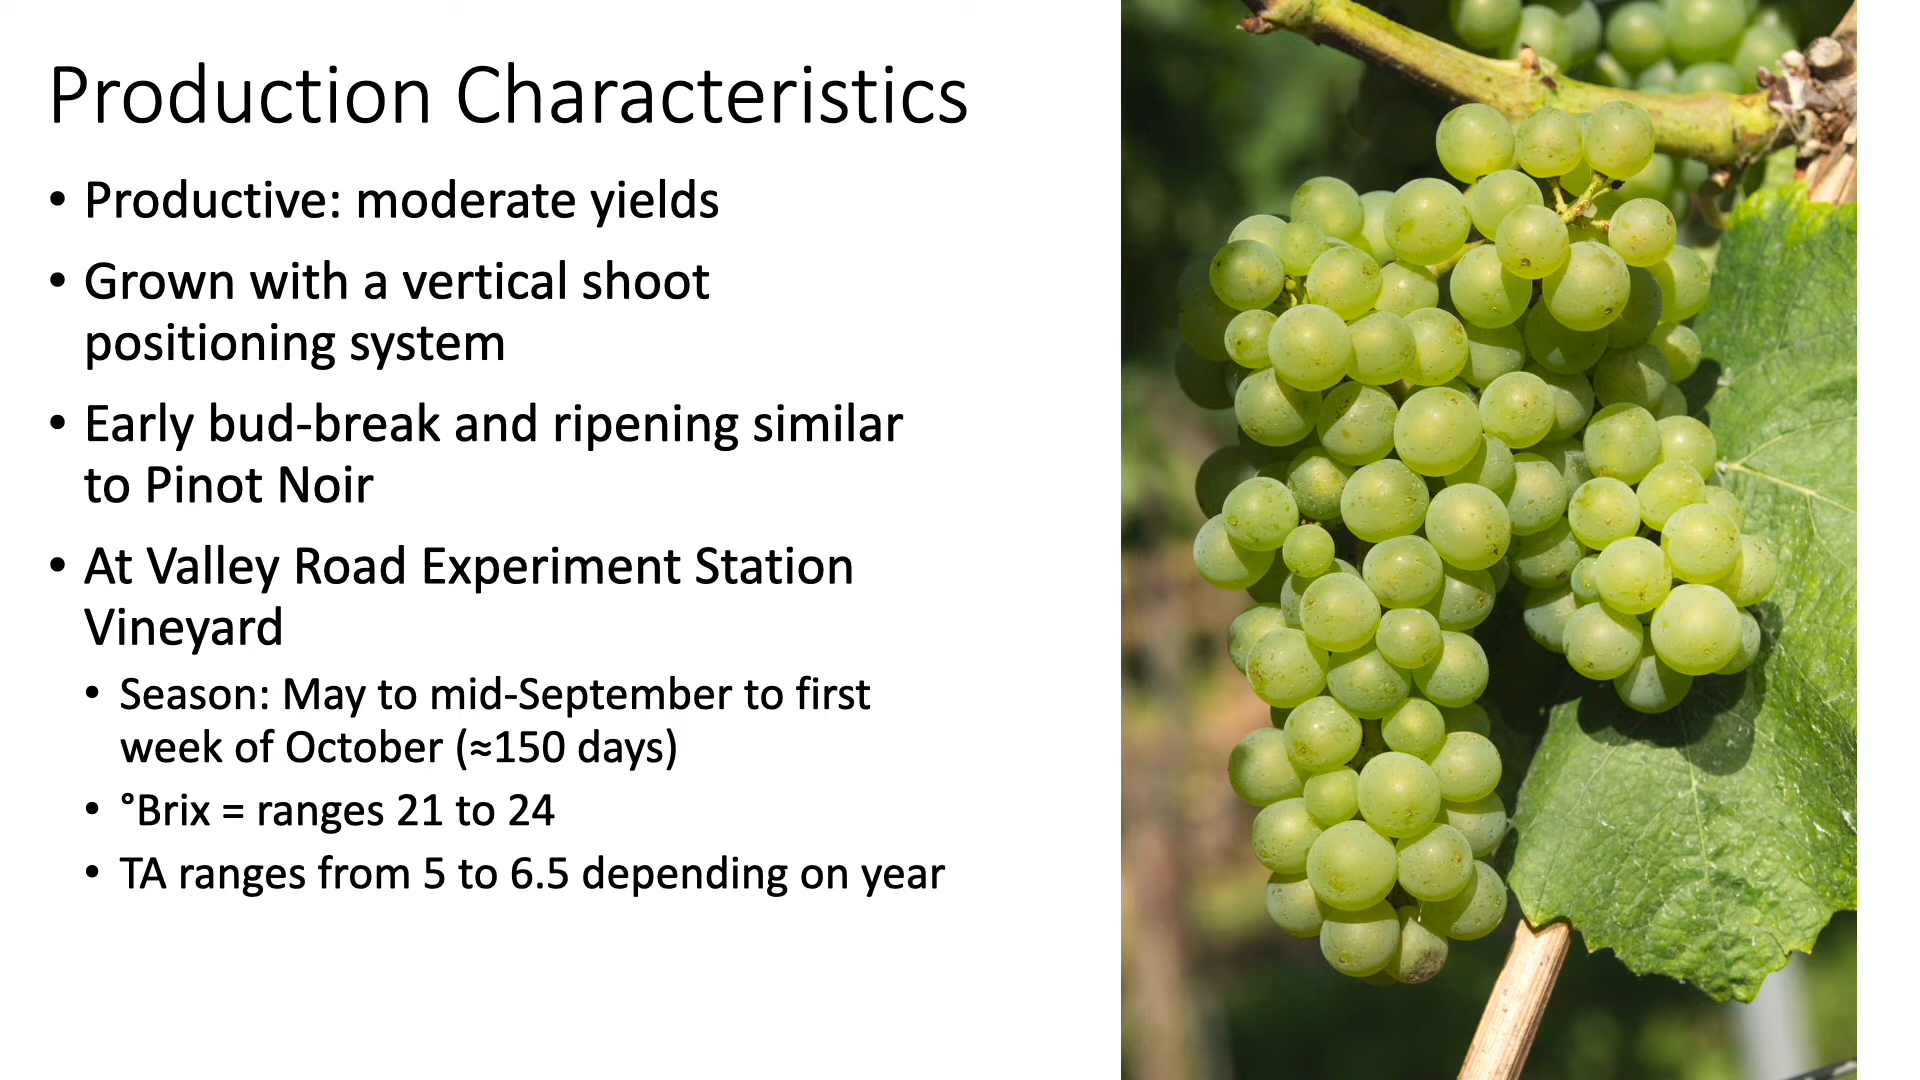 Production Characteristics
• Productive: moderate yields
• Grown with a vertical shoot
positioning system
• Early bud-break and ripening similar
to Pinot Noir
• At Valley Road Experiment Station
Vineyard
• Season: May to mid-September to first
week of October (≈150 days)
• °Brix = ranges 21 to 24
• TA ranges from 5 to 6.5 depending on year